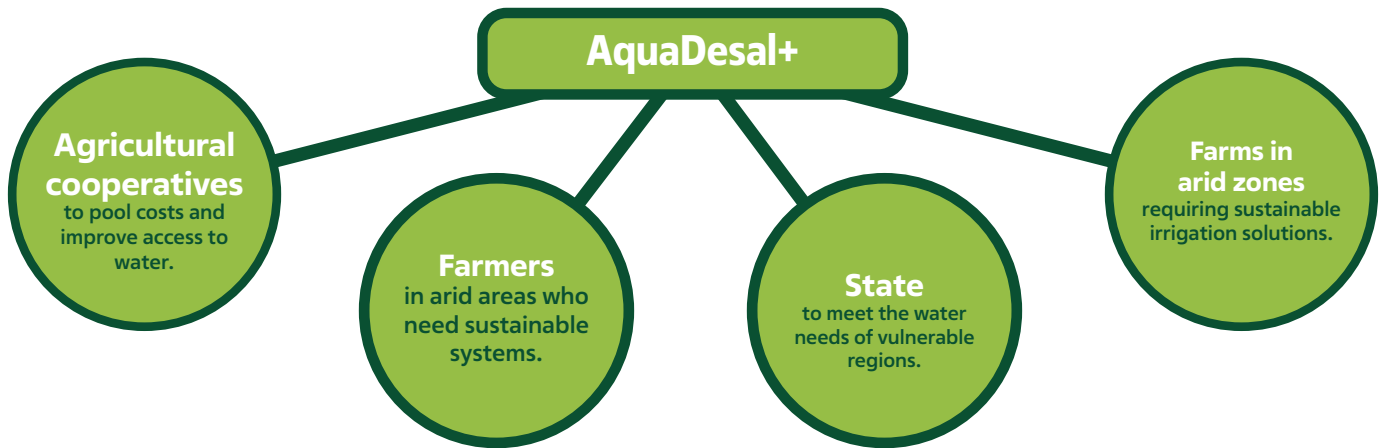 AquaDesal+
Agricultural
cooperatives
to pool costs and
improve access to
water.
Farmers
in arid areas who
need sustainable
systems.
State
to meet the water
needs of vulnerable
regions.
Farms in
arid zones
requiring sustainable
irrigation solutions.